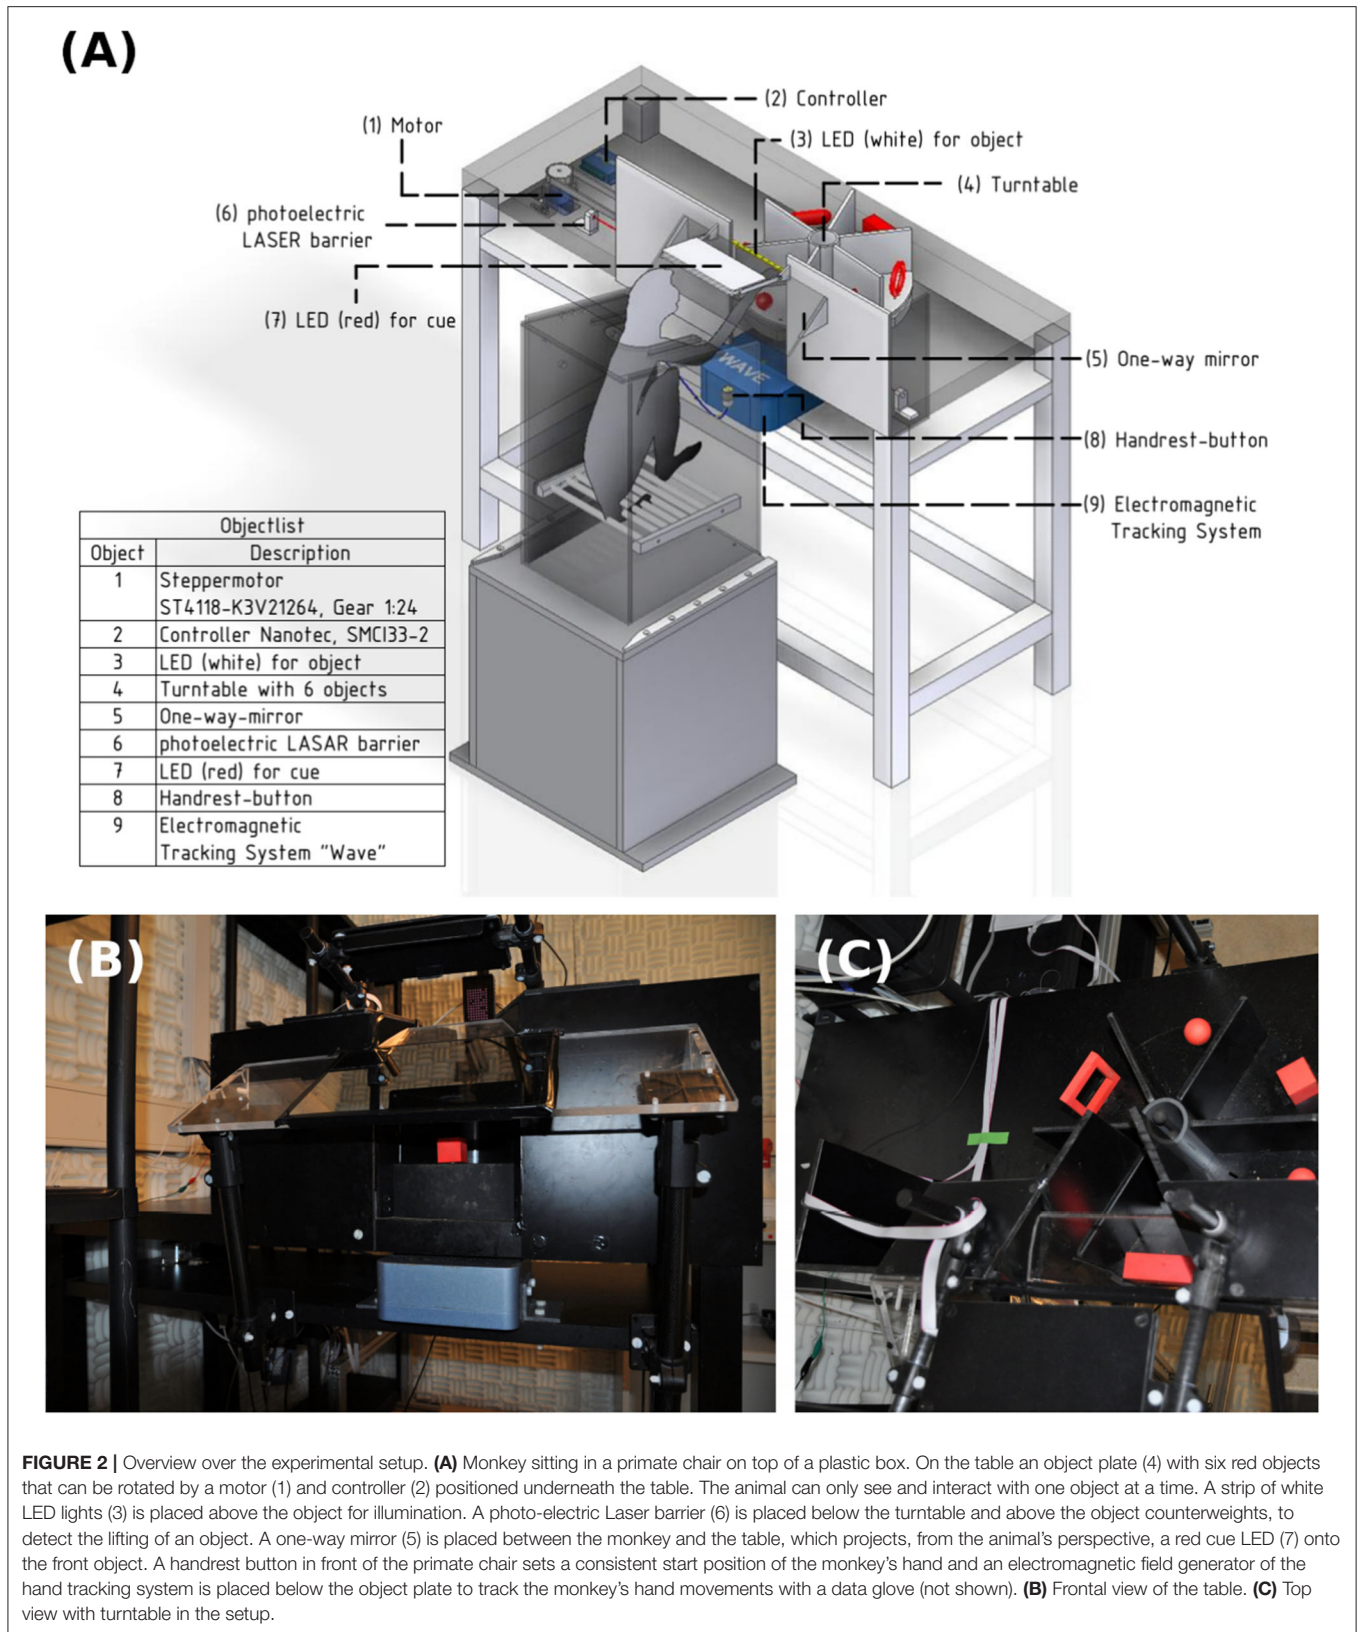 (A)
(2) Controller
(1) Motor
(3) LED (white) for object
(4) Turntable
(6) photoelectric
LASER barrier
(7) LED (red) for cue
WAVE
(5) One-way mirror
(8) Handrest-button
(9) Electromagnetic
Tracking System
Objectlist
Object Description
1 Steppermotor
ST4118-K3V21264, Gear 1:24
2 Controller Nanotec, SMCI33-2
3 LED (white) for object
4 Turntable with 6 objects
5 One-way-mirror
6 photoelectric LASAR barrier
7 LED (red) for cue
8 Handrest-button
9 Electromagnetic
Tracking System "Wave"
(B)
(C)
FIGURE 2 | Overview over the experimental setup. (A) Monkey sitting in a primate chair on top of a plastic box. On the table an object plate (4) with six red objects
that can be rotated by a motor (1) and controller (2) positioned underneath the table. The animal can only see and interact with one object at a time. A strip of white
LED lights (3) is placed above the object for illumination. A photo-electric Laser barrier (6) is placed below the turntable and above the object counterweights, to
detect the lifting of an object. A one-way mirror (5) is placed between the monkey and the table, which projects, from the animal's perspective, a red cue LED (7) onto
the front object. A handrest button in front of the primate chair sets a consistent start position of the monkey's hand and an electromagnetic field generator of the
hand tracking system is placed below the object plate to track the monkey's hand movements with a data glove (not shown). (B) Frontal view of the table. (C) Top
view with turntable in the setup.